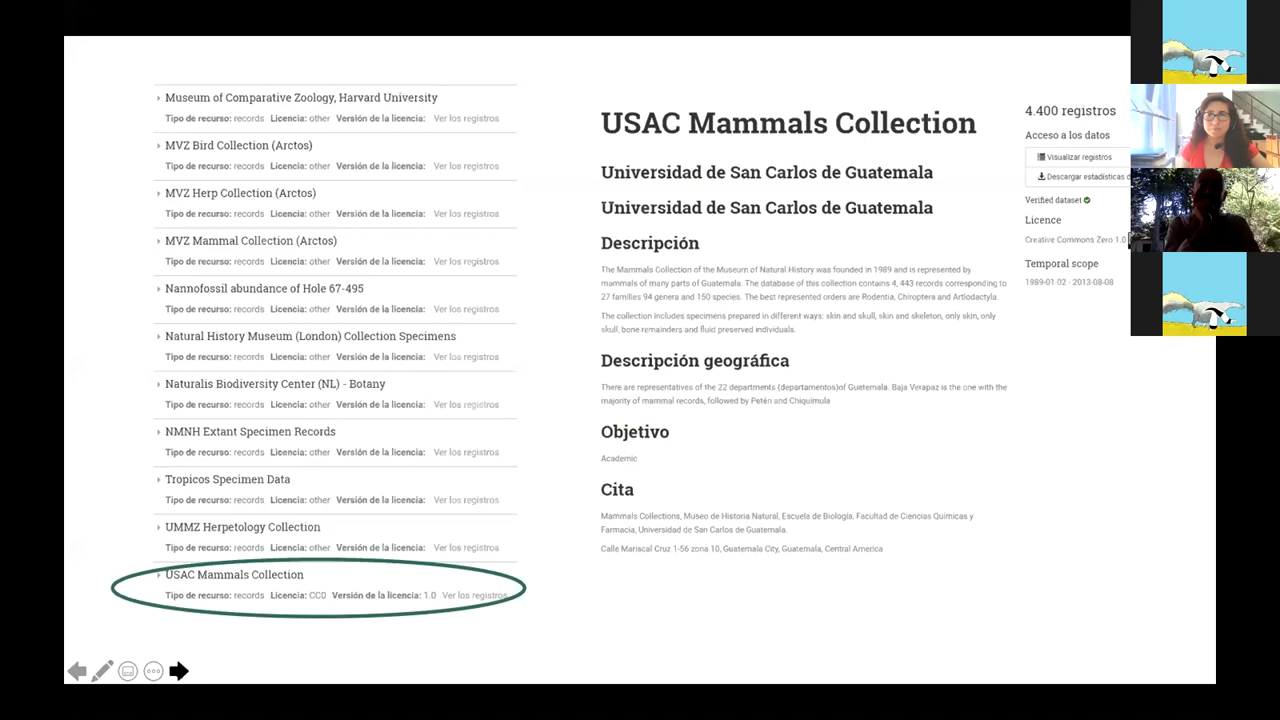 Museum of Comparative Zoology, Harvard University
Tipo de recurso: records Licencia: other Versión de la licencia: Ver los registros
MVZ Bird Collection (Arctos)
Tipo de recurso: records Licencia: other Versión de la licencia: Ver los registros
MVZ Herp Collection (Arctos)
Tipo de recurso: records Licencia: other Versión de la licencia: Ver los registros
MVZ Mammal Collection (Arctos)
Tipo de recurso: records Licencia: other Versión de la licencia: Ver los registros
Nannofossil abundance of Hole 67-495
Tipo de recurso: records Licencia: other Versión de la licencia: Ver los registros
Natural History Museum (London) Collection Specimens
Tipo de recurso: records Licencia: other Versión de la licencia: Ver los registros
Naturalis Biodiversity Center (NL) - Botany
Tipo de recurso: records Licencia: other Versión de la licencia: Ver los registros
NMNH Extant Specimen Records
Tipo de recurso: records Licencia: other Versión de la licencia: Ver los registros
Tropicos Specimen Data
Tipo de recurso: records Licencia: other Versión de la licencia: Ver los registros
UMMZ Herpetology Collection
Tipo de recurso: records Licencia: other Versión de la licencia: Ver los registros
USAC Mammals Collection
Tipo de recurso: records Licencia: CC0 Versión de la licencia: 1.0 Ver los registros
USAC Mammals Collection
Universidad de San Carlos de Guatemala
Universidad de San Carlos de Guatemala
Descripción
The Mammals Collection of the Museum of Natural History was founded in 1989 and is represented by
mammals of many parts of Guatemala. The database of this collection contains 4, 443 records corresponding to
27 families 94 genera and 150 species. The best represented orders are Rodentia, Chiroptera and Artiodactyla.
The collection includes specimens prepared in different ways: skin and skull, skin and skeleton, only skin, only
skull, bone remainders and fluid preserved individuals.
Descripción geográfica
There are representatives of the 22 departments (departamentos)of Guatemala. Baja Verapaz is the one with the
majority of mammal records, followed by Petén and Chiquimula
Objetivo
Academic
Cita
Mammals Collections, Museo de Historia Natural, Escuela de Biología, Facultad de Ciencias Químicas y
Farmacia, Universidad de San Carlos de Guatemala.
Calle Mariscal Cruz 1-56 zona 10, Guatemala City, Guatemala, Central America
4.400 registros
Acceso a los datos
Visualizar registros
Descargar estadísticas d
Verified dataset
Licence
Creative Commons Zero 1.0
Temporal scope
1989-01-02 - 2013-08-08